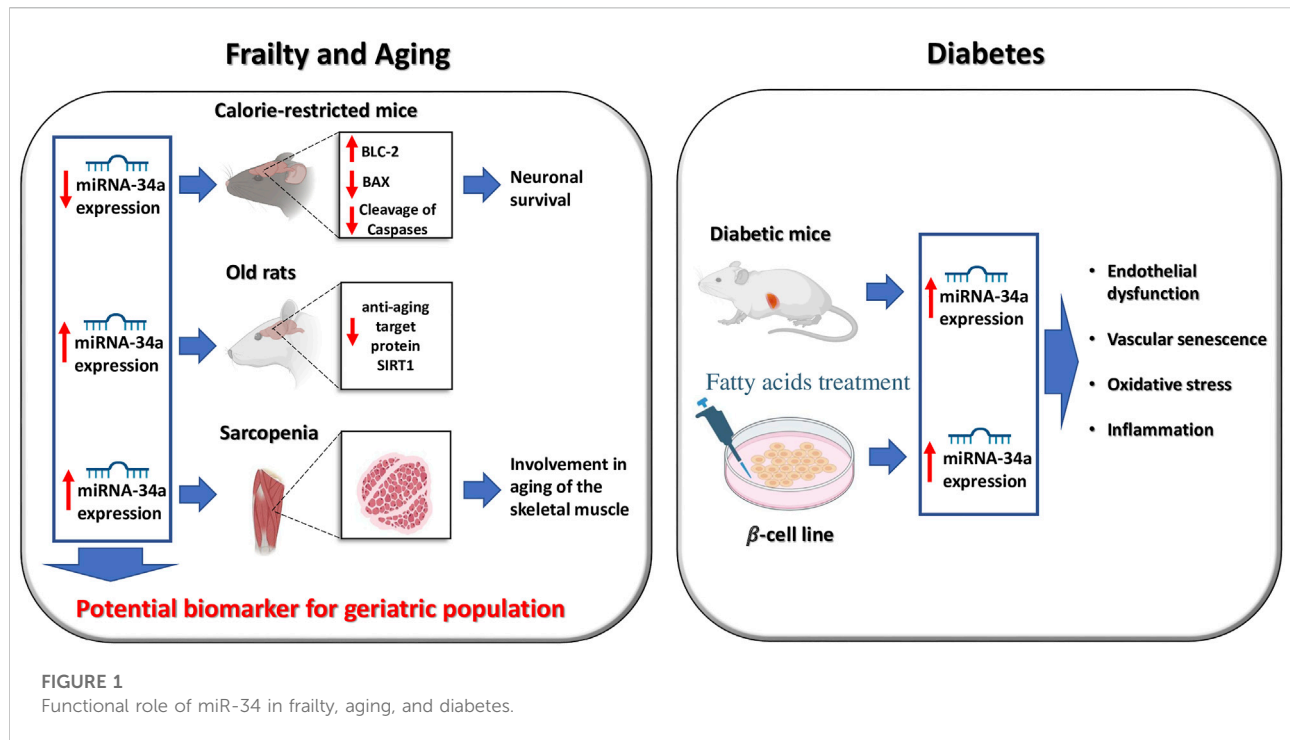 Frailty and Aging
Calorie-restricted mice
miRNA-34a
expression
BLC-2
BAX
Cleavage of
Caspases
Neuronal
survival
Old rats
miRNA-34a
expression
anti-aging
target
protein
SIRT1
Sarcopenia
miRNA-34a
expression
Involvement in
aging of the
skeletal muscle
Potential biomarker for geriatric population
Diabetes
Diabetic mice
miRNA-34a
expression
Fatty acids treatment
β-cell line
miRNA-34a
expression
• Endothelial
dysfunction
• Vascular senescence
• Oxidative stress
• Inflammation
FIGURE 1
Functional role of miR-34 in frailty, aging, and diabetes.